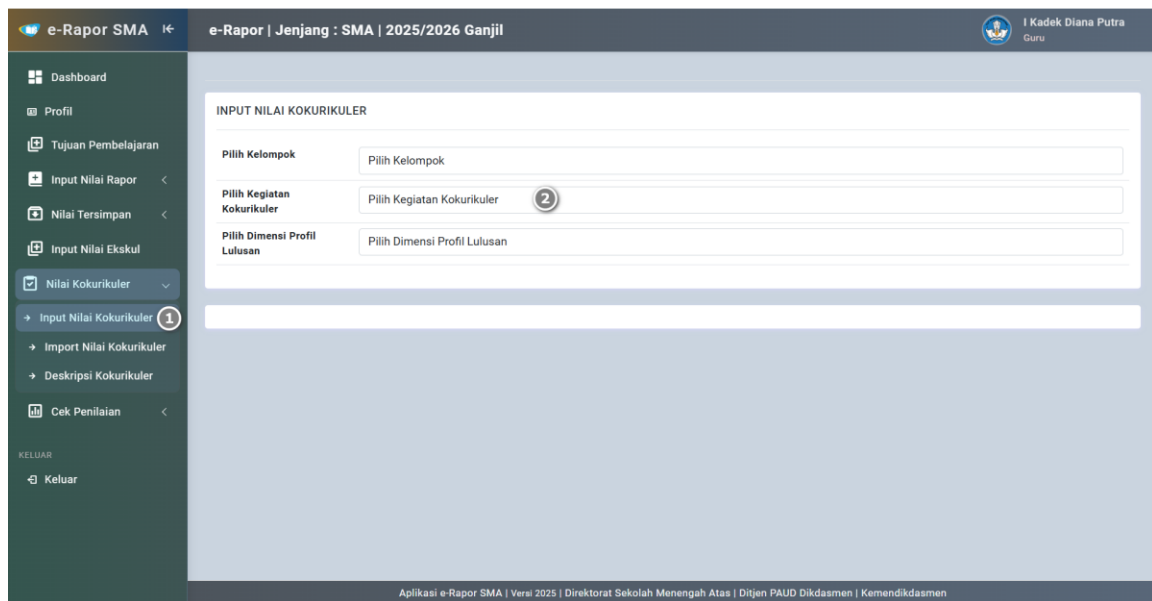 e-Rapor SMA
e-Rapor | Jenjang : SMA | 2025/2026 Ganjil
I Kadek Diana Putra
Guru
Dashboard
Profil
Tujuan Pembelajaran
Input Nilai Rapor
Nilai Tersimpan
Input Nilai Ekskul
Nilai Kokurikuler
Input Nilai Kokurikuler 1
Import Nilai Kokurikuler
Deskripsi Kokurikuler
Cek Penilaian
KELUAR
Keluar
INPUT NILAI KOKURIKULER
Pilih Kelompok
Pilih Kelompok
Pilih Kegiatan
Kokurikuler
Pilih Kegiatan Kokurikuler 2
Pilih Dimensi Profil
Lulusan
Pilih Dimensi Profil Lulusan
Aplikasi e-Rapor SMA | Versi 2025 | Direktorat Sekolah Menengah Atas | Ditjen PAUD Dikdasmen | Kemendikdasmen